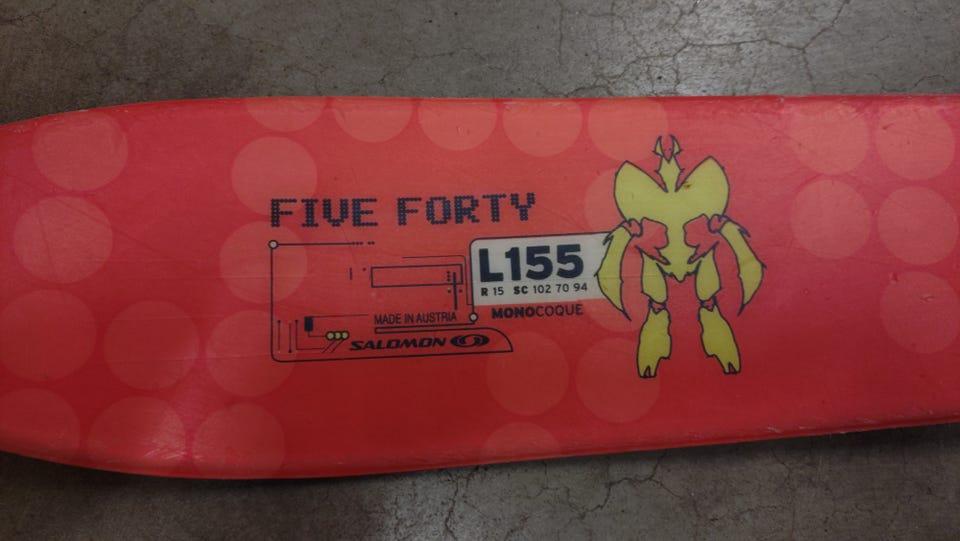 FIVE FORTY
L155
R 15 SC 102 70 94
MONOCOQUE
MADE IN AUSTRIA
SALOMON